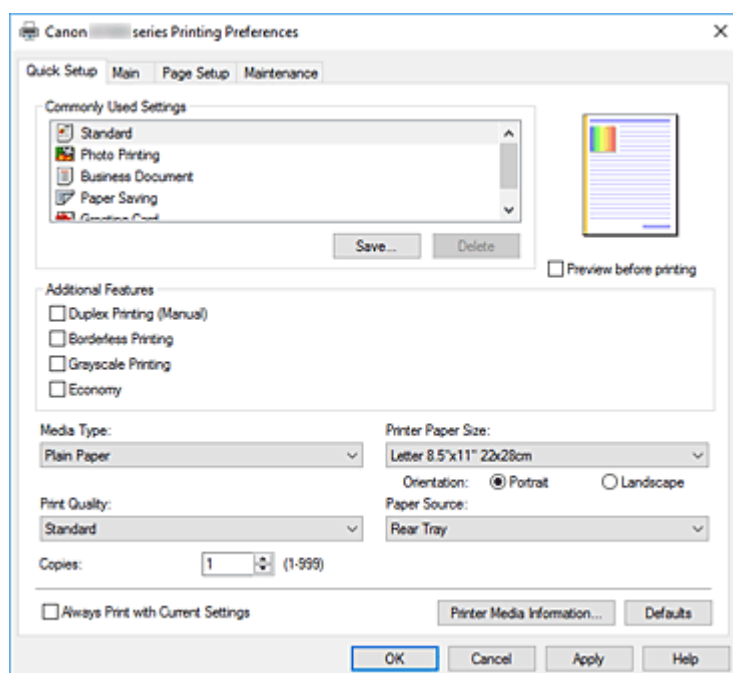 Canon series Printing Preferences
Quick Setup Main Page Setup Maintenance
Commonly Used Settings
Standard
Photo Printing
Business Document
Paper Saving
Greeting Card
Save... Delete
Preview before printing
Additional Features
Duplex Printing (Manual)
Borderless Printing
Grayscale Printing
Economy
Media Type: Printer Paper Size:
Plain Paper Letter 8.5"x11" 22x28cm
Orientation: Portrait Landscape
Print Quality: Paper Source:
Standard Rear Tray
Copies: 1 (1-999)
Always Print with Current Settings Printer Media Information... Defaults
OK Cancel Apply Help